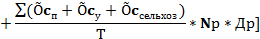 + ∑(Õc_п + Õc_у + Õc_сельхоз) / Т * Nр * Др]